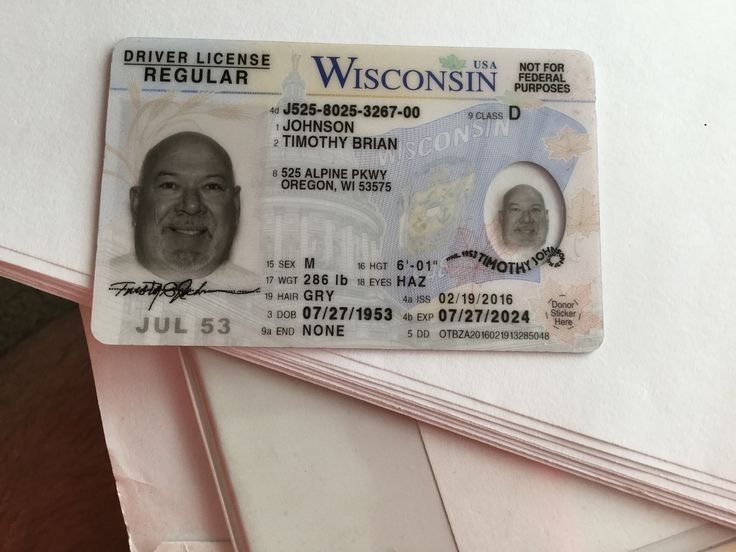 DRIVER LICENSE
REGULAR
WISCONSIN USA
NOT FOR
FEDERAL
PURPOSES
4d J525-8025-3267-00
9 CLASS D
1 JOHNSON
2 TIMOTHY BRIAN
8 525 ALPINE PKWY
OREGON, WI 53575
WISCONSIN
15 SEX M 16 HGT 6'-01"
17 WGT 286 lb 18 EYES HAZ
19 HAIR GRY 4a ISS 02/19/2016
3 DOB 07/27/1953 4b EXP 07/27/2024
9a END NONE 5 DD OTBZA2016021913285048
JUL 53
1953 TIMOTHY JOHN
Donor
Sticker
Here